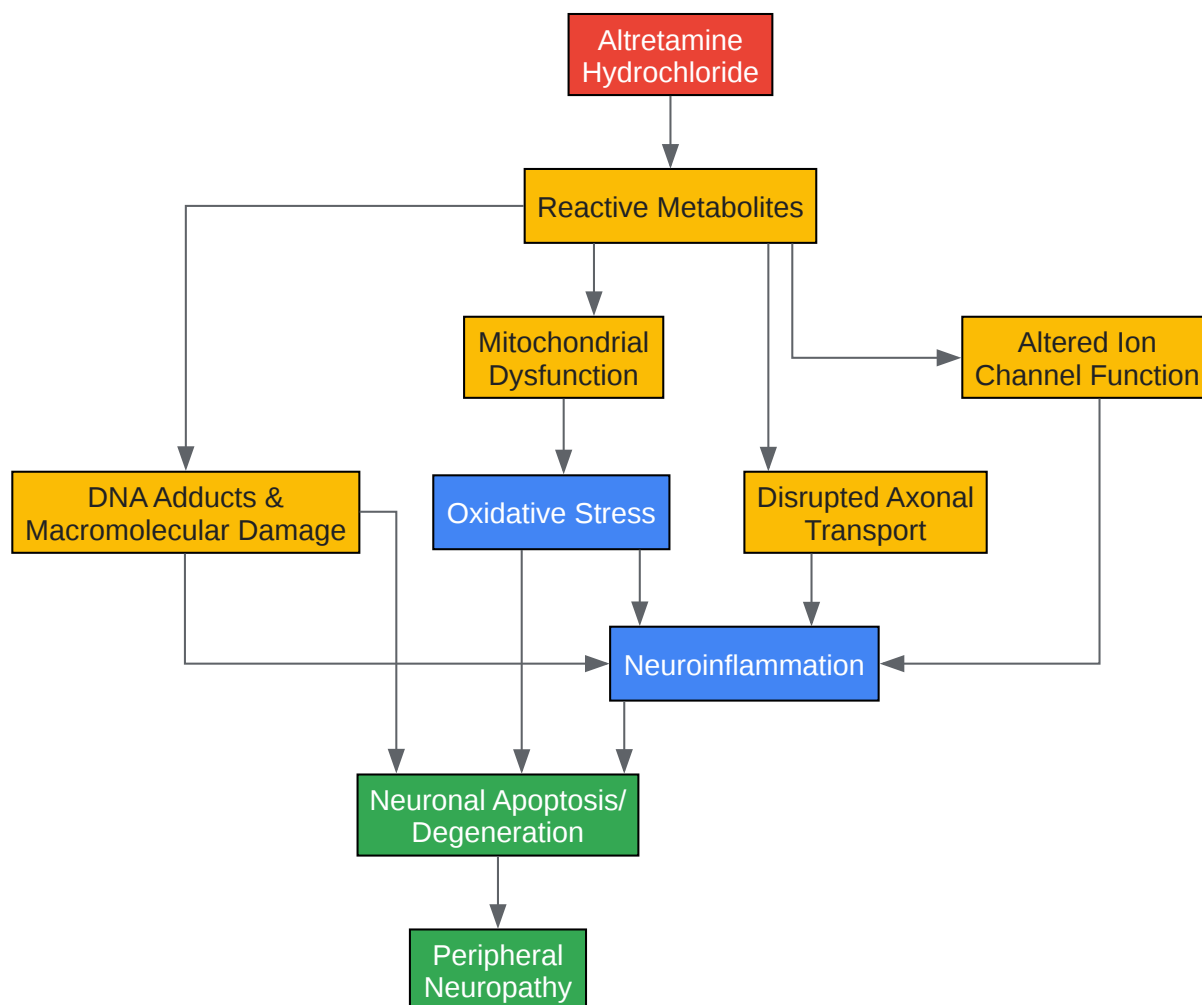 Altretamine
Hydrochloride
Reactive Metabolites
Mitochondrial
Dysfunction
Altered Ion
Channel Function
DNA Adducts &
Macromolecular Damage
Oxidative Stress
Disrupted Axonal
Transport
Neuroinflammation
Neuronal Apoptosis/
Degeneration
Peripheral
Neuropathy